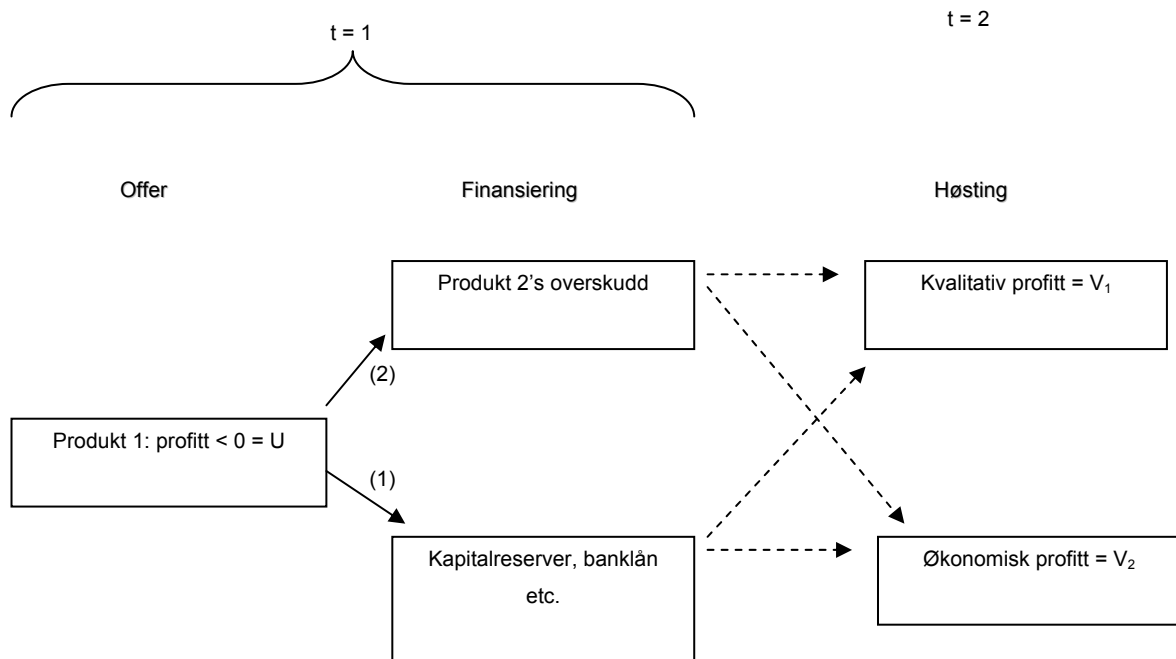 t = 1
t = 2
Offer
Finansiering
Høsting
Produkt 2's overskudd
Kvalitativ profitt = V₁
(2)
Produkt 1: profitt < 0 = U
(1)
Kapitalreserver, banklån
etc.
Økonomisk profitt = V₂